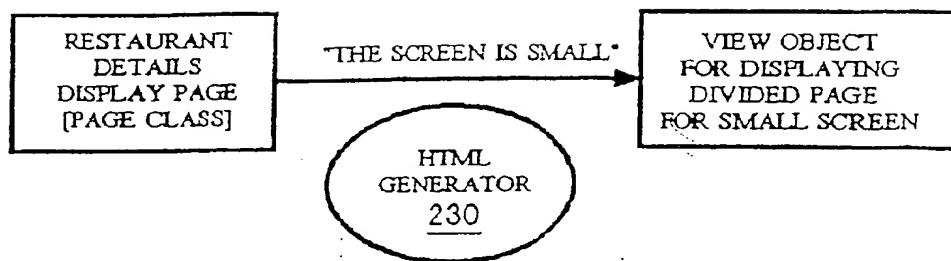 RESTAURANT
DETAILS
DISPLAY PAGE
[PAGE CLASS]
"THE SCREEN IS SMALL"
VIEW OBJECT
FOR DISPLAYING
DIVIDED PAGE
FOR SMALL SCREEN
HTML
GENERATOR
230